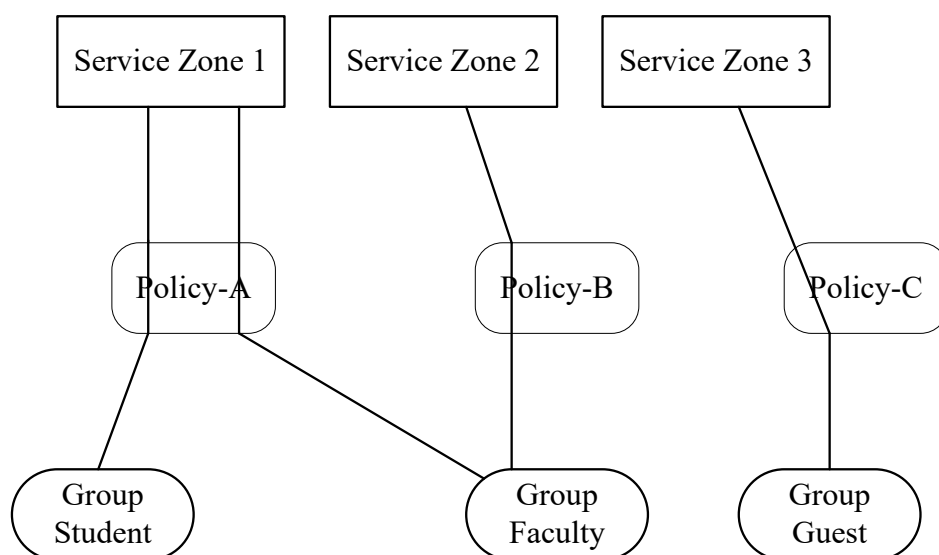 Service Zone 1
Service Zone 2
Service Zone 3
Policy-A
Policy-B
Policy-C
Group
Student
Group
Faculty
Group
Guest